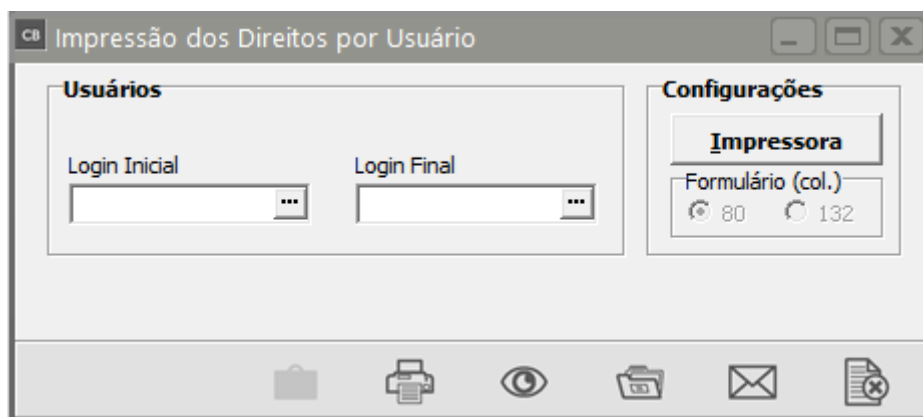 CB Impressão dos Direitos por Usuário
Usuários
Login Inicial
Login Final
...
...
Configurações
Impressora
Formulário (col.)
80 132